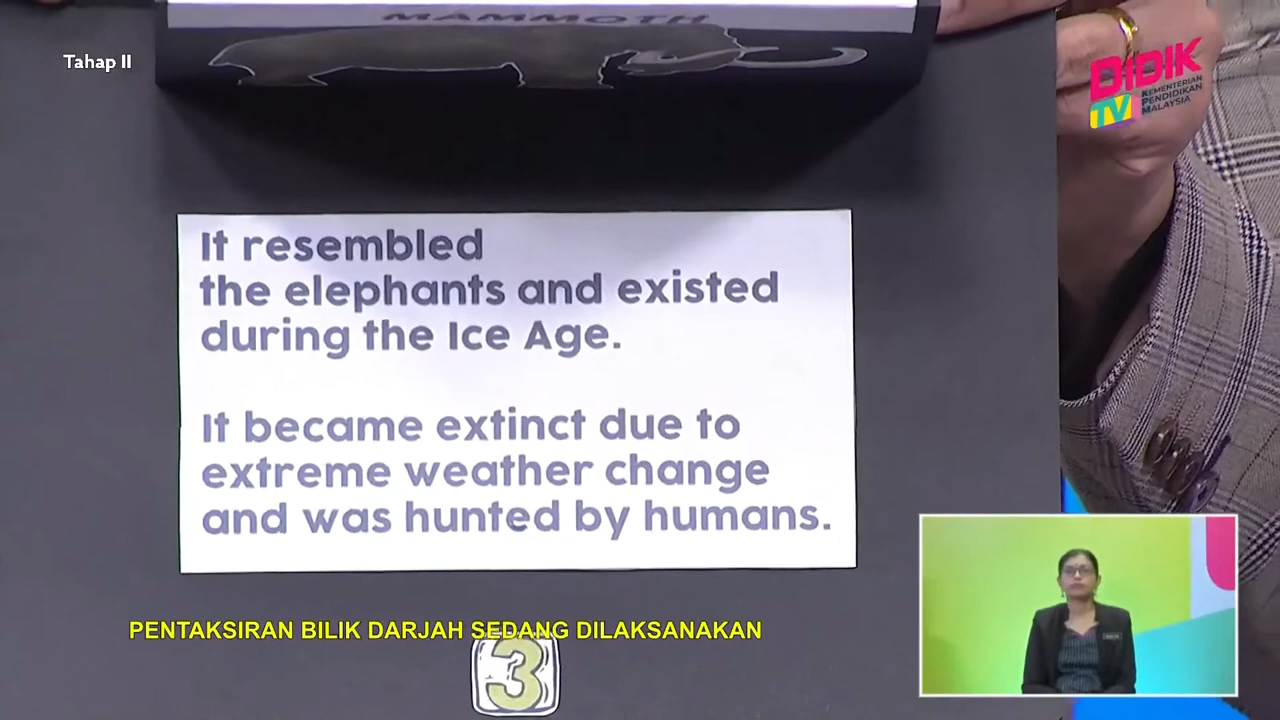 MAMMOTH
Tahap II
DIDIK
TV
KEMENTERIAN
PENDIDIKAN
MALAYSIA
It resembled
the elephants and existed
during the Ice Age.
It became extinct due to
extreme weather change
and was hunted by humans.
PENTAKSIRAN BILIK DARJAH SEDANG DILAKSANAKAN
3